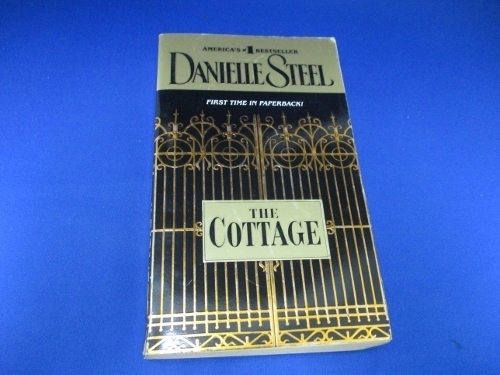 AMERICA'S #1 BESTSELLER
DANIELLE STEEL
FIRST TIME IN PAPERBACK!
THE
COTTAGE